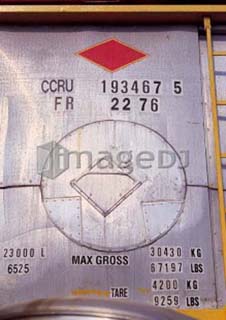 CCRU 193467 5
FR 22 76
imageDJ
23000 L
6525
MAX GROSS
30430 KG
67197 LBS
TARE
4200 KG
9259 LBS